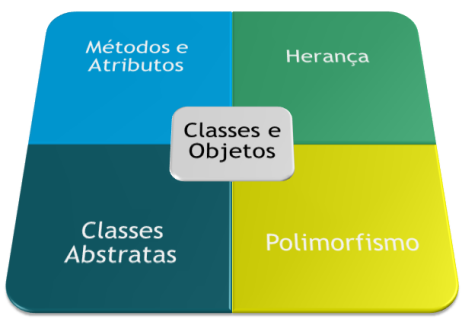 Métodos e
Atributos
Herança
Classes e
Objetos
Classes
Abstratas
Polimorfismo